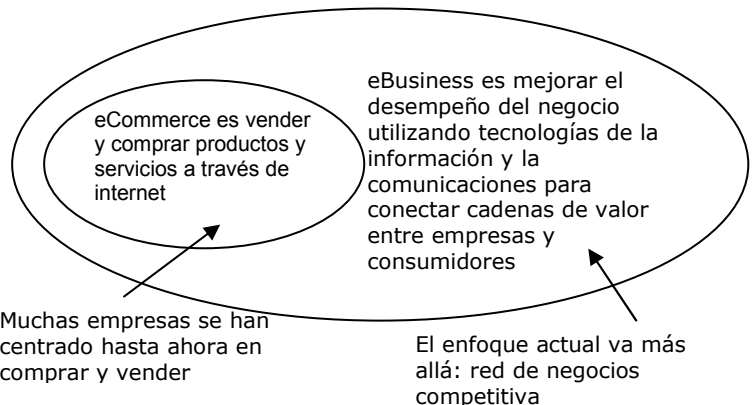 eCommerce es vender
y comprar productos y
servicios a través de
internet
eBusiness es mejorar el
desempeño del negocio
utilizando tecnologías de la
información y la
comunicaciones para
conectar cadenas de valor
entre empresas y
consumidores
Muchas empresas se han
centrado hasta ahora en
comprar y vender
El enfoque actual va más
allá: red de negocios
competitiva